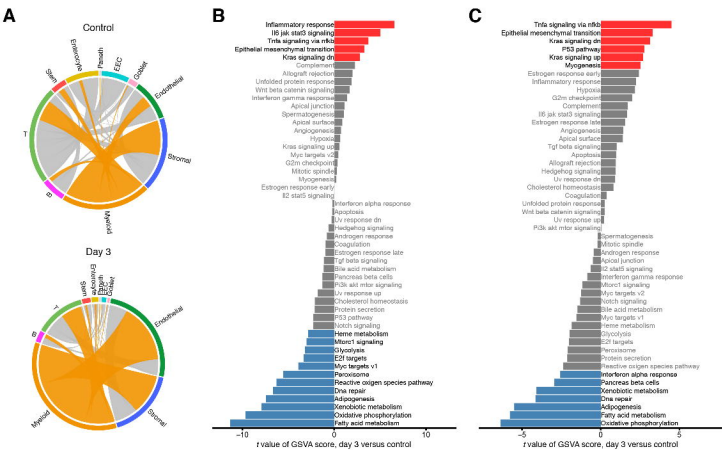 A
Control
Stem
Enterocyte
Paneth
EEC
Goblet
Endothelial
Stromal
Myeloid
B
T
Day 3
T
Stem
Enterocyte
Paneth
EEC
Goblet
Endothelial
Stromal
Myeloid
B
B
Inflammatory response
Il6 jak stat3 signaling
Tnfa signaling via nfkb
Epithelial mesenchymal transition
Kras signaling dn
Complement
Allograft rejection
Unfolded protein response
Wnt beta catenin signaling
Interferon gamma response
Apical junction
Spermatogenesis
Apical surface
Angiogenesis
Hypoxia
Kras signaling up
Myc targets v2
G2m checkpoint
Mitotic spindle
Myogenesis
Estrogen response early
Il2 stat5 signaling
Interferon alpha response
Apoptosis
Uv response dn
Hedgehog signaling
Androgen response
Coagulation
Estrogen response late
Tgf beta signaling
Bile acid metabolism
Pancreas beta cells
Pi3k akt mtor signaling
Uv response up
Cholesterol homeostasis
Protein secretion
P53 pathway
Notch signaling
Heme metabolism
Mtorc1 signaling
Glycolysis
E2f targets
Myc targets v1
Peroxisome
Reactive oxigen species pathway
Dna repair
Adipogenesis
Xenobiotic metabolism
Oxidative phosphorylation
Fatty acid metabolism
−10
0
10
t value of GSVA score, day 3 versus control
C
Tnfa signaling via nfkb
Epithelial mesenchymal transition
Kras signaling dn
P53 pathway
Kras signaling up
Myogenesis
Estrogen response early
Inflammatory response
Hypoxia
G2m checkpoint
Complement
Il6 jak stat3 signaling
Estrogen response late
Angiogenesis
Apical surface
Tgf beta signaling
Apoptosis
Allograft rejection
Hedgehog signaling
Uv response dn
Cholesterol homeostasis
Coagulation
Unfolded protein response
Wnt beta catenin signaling
Uv response up
Pi3k akt mtor signaling
Spermatogenesis
Mitotic spindle
Androgen response
Apical junction
Il2 stat5 signaling
Interferon gamma response
Mtorc1 signaling
Myc targets v2
Notch signaling
Bile acid metabolism
Myc targets v1
Heme metabolism
Glycolysis
E2f targets
Peroxisome
Protein secretion
Reactive oxigen species pathway
Interferon alpha response
Pancreas beta cells
Xenobiotic metabolism
Dna repair
Adipogenesis
Fatty acid metabolism
Oxidative phosphorylation
−5
0
5
t value of GSVA score, day 3 versus control